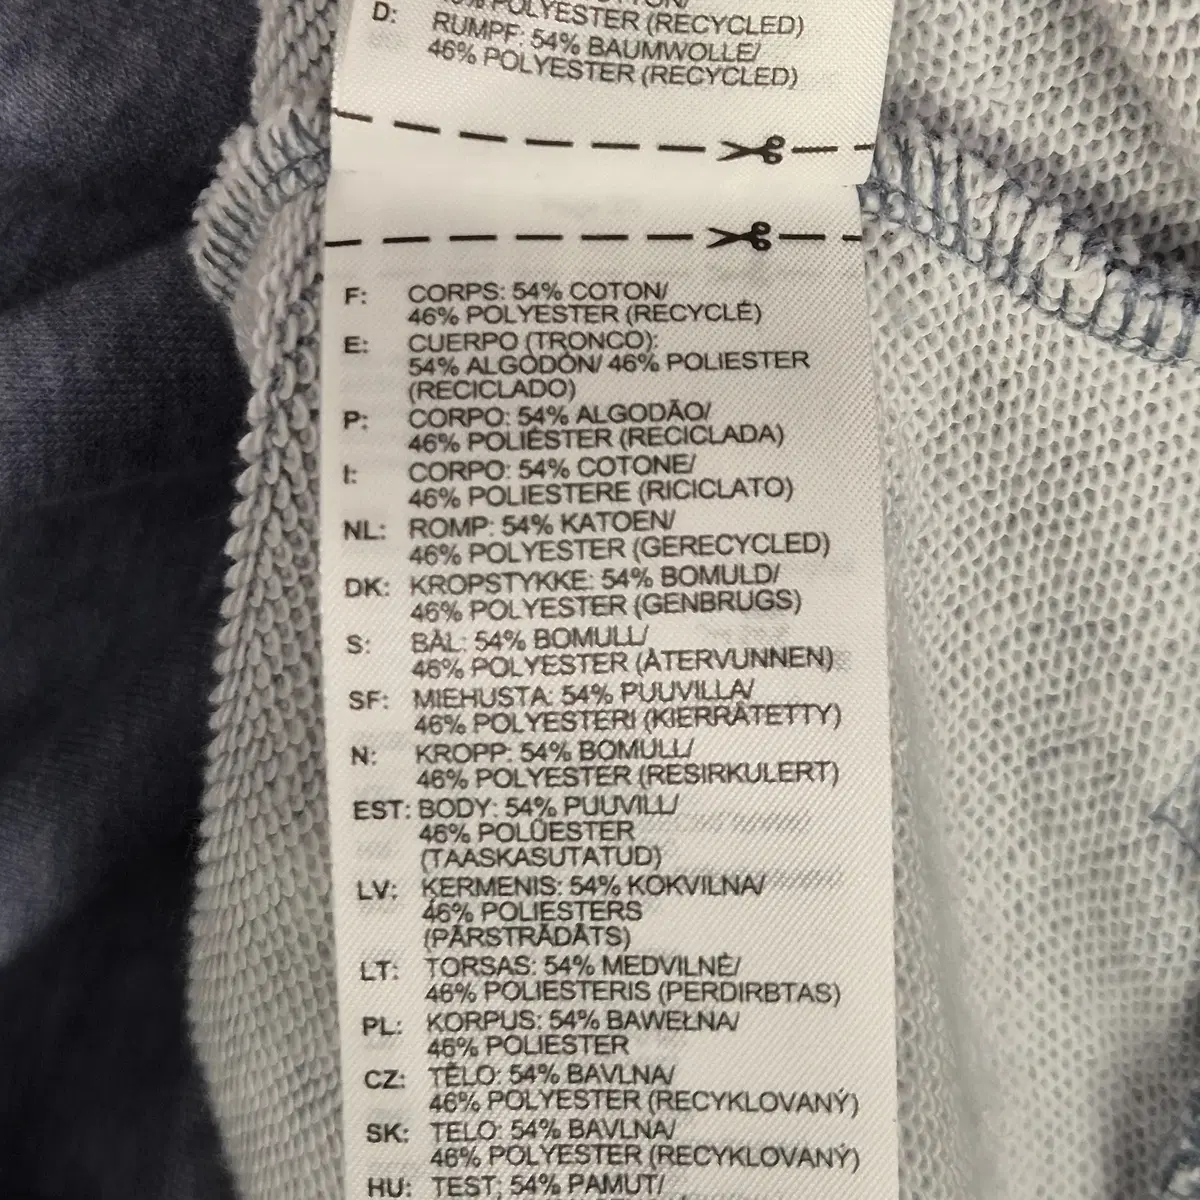 POLYESTER (RECYCLED)
D:
RUMPF: 54% BAUMWOLLE/
46% POLYESTER (RECYCLED)
F: CORPS: 54% COTON/
46% POLYESTER (RECYCLÉ)
E: CUERPO (TRONCO):
54% ALGODÓN/ 46% POLIESTER
(RECICLADO)
P: CORPO: 54% ALGODÃO/
46% POLIÉSTER (RECICLADA)
I: CORPO: 54% COTONE/
46% POLIESTERE (RICICLATO)
NL: ROMP: 54% KATOEN/
46% POLYESTER (GERECYCLED)
DK: KROPSTYKKE: 54% BOMULD/
46% POLYESTER (GENBRUGS)
S: BÅL: 54% BOMULL/
46% POLYESTER (ÅTERVUNNEN)
SF: MIEHUSTA: 54% PUUVILLA/
46% POLYESTERI (KIERRÄTETTY)
N: KROPP: 54% BOMULL/
46% POLYESTER (RESIRKULERT)
EST: BODY: 54% PUUVILL/
46% POLÜESTER
(TAASKASUTATUD)
LV: ĶERMENIS: 54% KOKVILNA/
46% POLIESTERS
(PĀRSTRĀDĀTS)
LT: TORSAS: 54% MEDVILNĖ/
46% POLIESTERIS (PERDIRBTAS)
PL: KORPUS: 54% BAWEŁNA/
46% POLIESTER
CZ: TĚLO: 54% BAVLNA/
46% POLYESTER (RECYKLOVANÝ)
SK: TELO: 54% BAVLNA/
46% POLYESTER (RECYKLOVANÝ)
HU: TEST; 54% PAMUT/